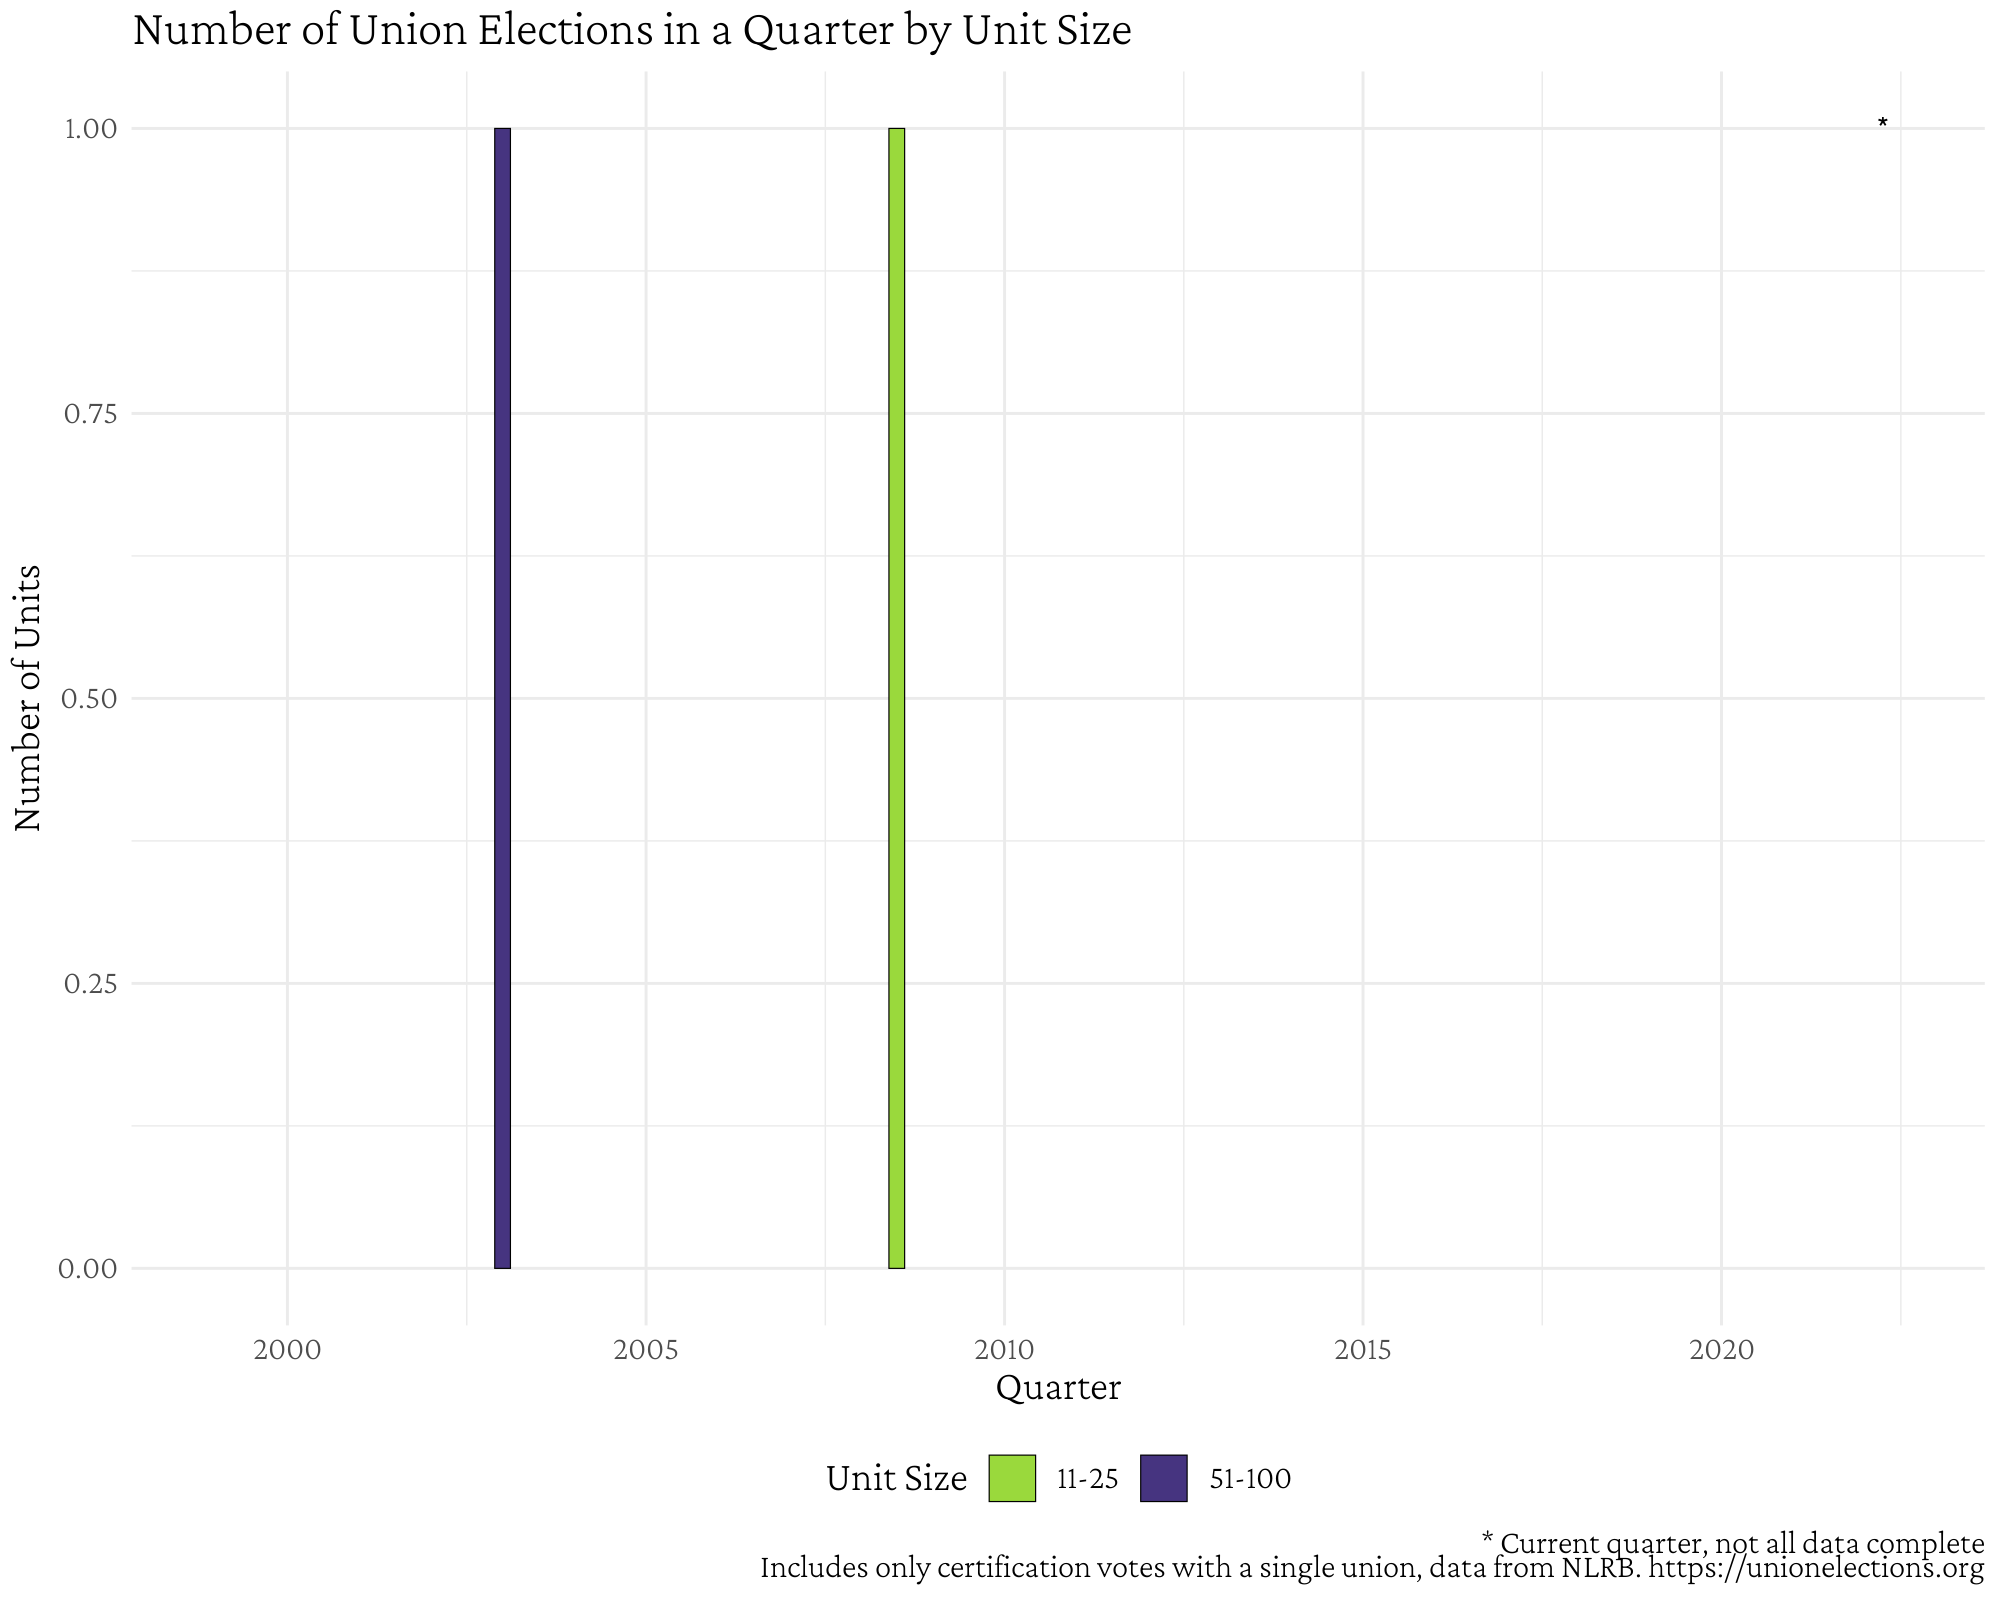 Number of Union Elections in a Quarter by Unit Size
*
1.00
0.75
0.50
0.25
0.00
Number of Units
2000 2005 2010 2015 2020
Quarter
Unit Size 11-25 51-100
* Current quarter, not all data complete
Includes only certification votes with a single union, data from NLRB. https://unionelections.org